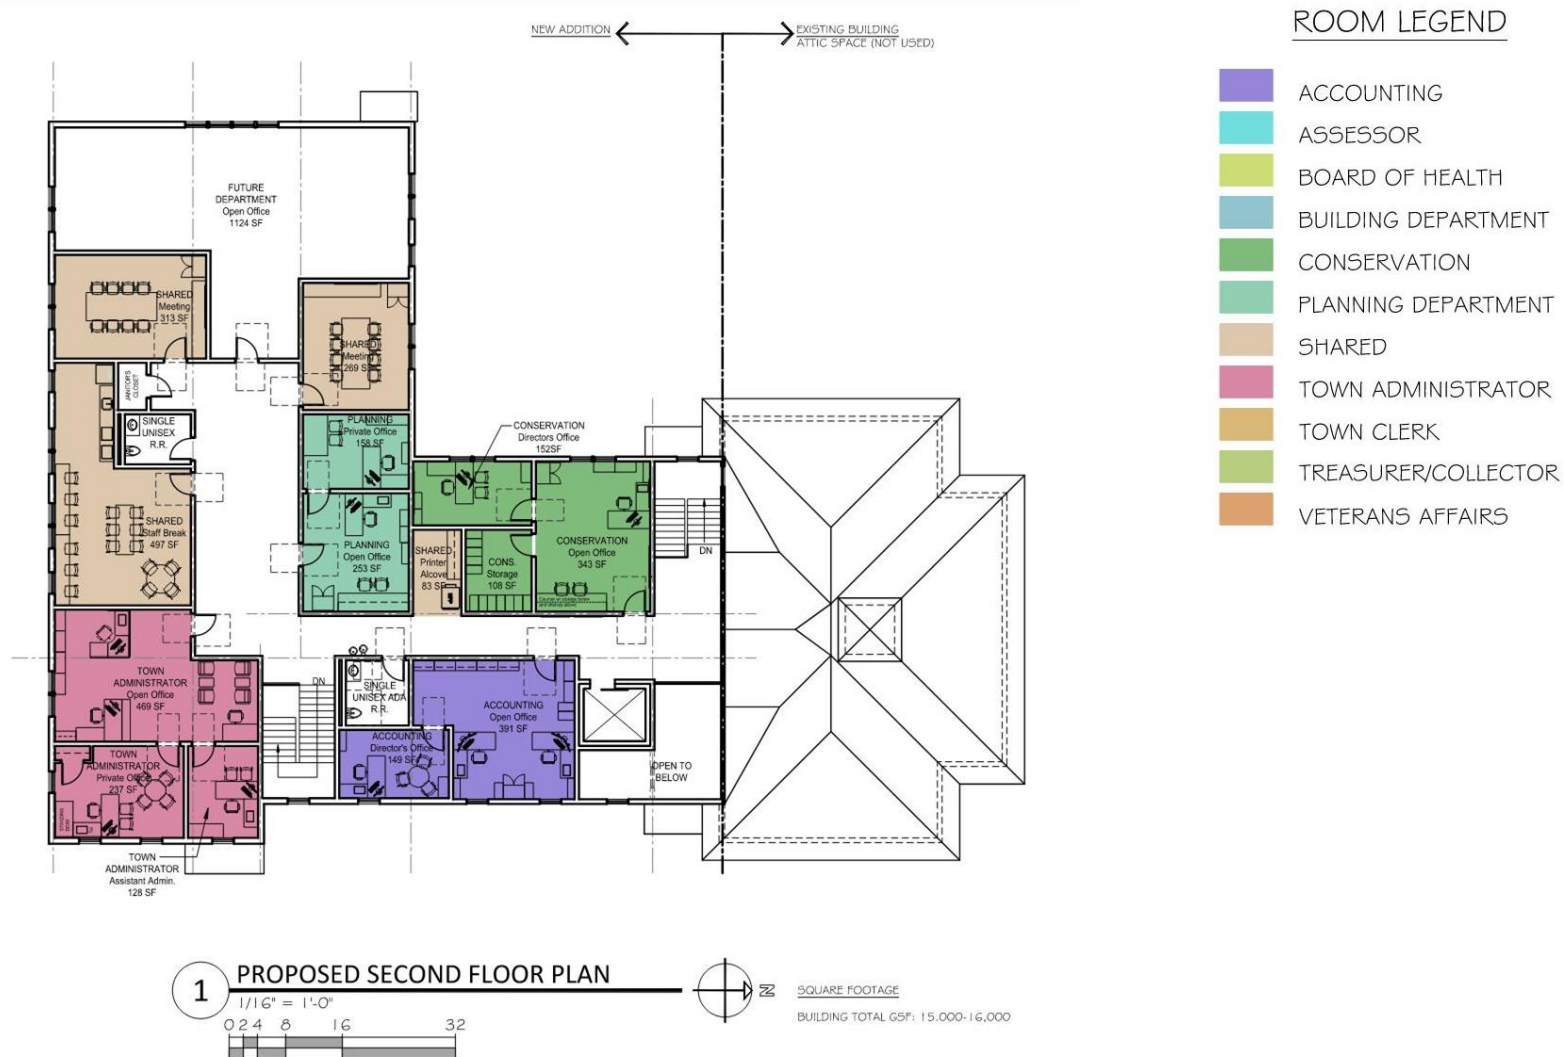 NEW ADDITION
EXISTING BUILDING
ATTIC SPACE (NOT USED)
ROOM LEGEND
ACCOUNTING
ASSESSOR
BOARD OF HEALTH
BUILDING DEPARTMENT
CONSERVATION
PLANNING DEPARTMENT
SHARED
TOWN ADMINISTRATOR
TOWN CLERK
TREASURER/COLLECTOR
VETERANS AFFAIRS
FUTURE
DEPARTMENT
Open Office
1124 SF
SHARED
Meeting
313 SF
SHARED
Meeting
269 SF
JANITOR'S
CLOSET
SINGLE
UNISEX
R.R.
PLANNING
Private Office
158 SF
CONSERVATION
Directors Office
152SF
SHARED
Staff Break
497 SF
PLANNING
Open Office
253 SF
SHARED
Printer
Alcove
83 SF
CONS.
Storage
108 SF
CONSERVATION
Open Office
343 SF
DN
TOWN
ADMINISTRATOR
Open Office
469 SF
DN
SINGLE
UNISEX ADA
R.R.
ACCOUNTING
Open Office
391 SF
ACCOUNTING
Director's Office
149 SF
OPEN TO
BELOW
TOWN
ADMINISTRATOR
Private Office
237 SF
TOWN
ADMINISTRATOR
Assistant Admin.
128 SF
1
PROPOSED SECOND FLOOR PLAN
1/16" = 1'-0"
0 2 4 8 16 32
N
SQUARE FOOTAGE
BUILDING TOTAL GSF: 15.000-16,000